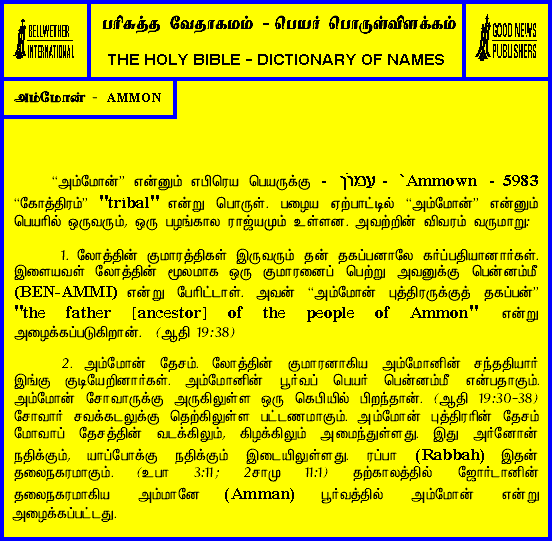 BELLWETHER
INTERNATIONAL
பரிசுத்த வேதாகமம் - பெயர் பொருள்விளக்கம்
THE HOLY BIBLE - DICTIONARY OF NAMES
GOOD NEWS
PUBLISHERS
அம்மோன் - AMMON
“அம்மோன்” என்னும் எபிரெய பெயருக்கு - עמּוֹן - `Ammown - 5983
“கோத்திரம்” "tribal" என்று பொருள். பழைய ஏற்பாட்டில் “அம்மோன்” என்னும்
பெயரில் ஒருவரும், ஒரு பழங்கால ராஜ்யமும் உள்ளன. அவற்றின் விவரம் வருமாறு:
1. லோத்தின் குமாரத்திகள் இருவரும் தன் தகப்பனாலே கர்ப்பதியானார்கள்.
இளையவள் லோத்தின் மூலமாக ஒரு குமாரனைப் பெற்று அவனுக்கு பென்னம்மீ
(BEN-AMMI) என்று பேரிட்டாள். அவன் “அம்மோன் புத்திரருக்குத் தகப்பன்”
"the father [ancestor] of the people of Ammon" என்று
அழைக்கப்படுகிறான். (ஆதி 19:38)
2. அம்மோன் தேசம். லோத்தின் குமாரனாகிய அம்மோனின் சந்ததியார்
இங்கு குடியேறினார்கள். அம்மோனின் பூர்வப் பெயர் பென்னம்மீ என்பதாகும்.
அம்மோன் சோவாருக்கு அருகிலுள்ள ஒரு கெபியில் பிறந்தான். (ஆதி 19:30-38)
சோவார் சவக்கடலுக்கு தெற்கிலுள்ள பட்டணமாகும். அம்மோன் புத்திரரின் தேசம்
மோவாப் தேசத்தின் வடக்கிலும், கிழக்கிலும் அமைந்துள்ளது. இது அர்னோன்
நதிக்கும், யாப்போக்கு நதிக்கும் இடையிலுள்ளது. ரப்பா (Rabbah) இதன்
தலைநகரமாகும். (உபா 3:11; 2சாமு 11:1) தற்காலத்தில் ஜோர்டானின்
தலைநகரமாகிய அம்மானே (Amman) பூர்வத்தில் அம்மோன் என்று
அழைக்கப்பட்டது.